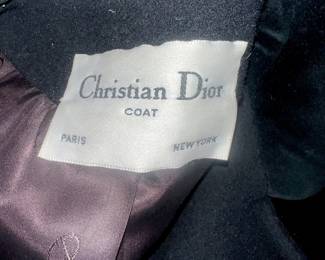 Christian Dior
COAT
PARIS NEW YORK